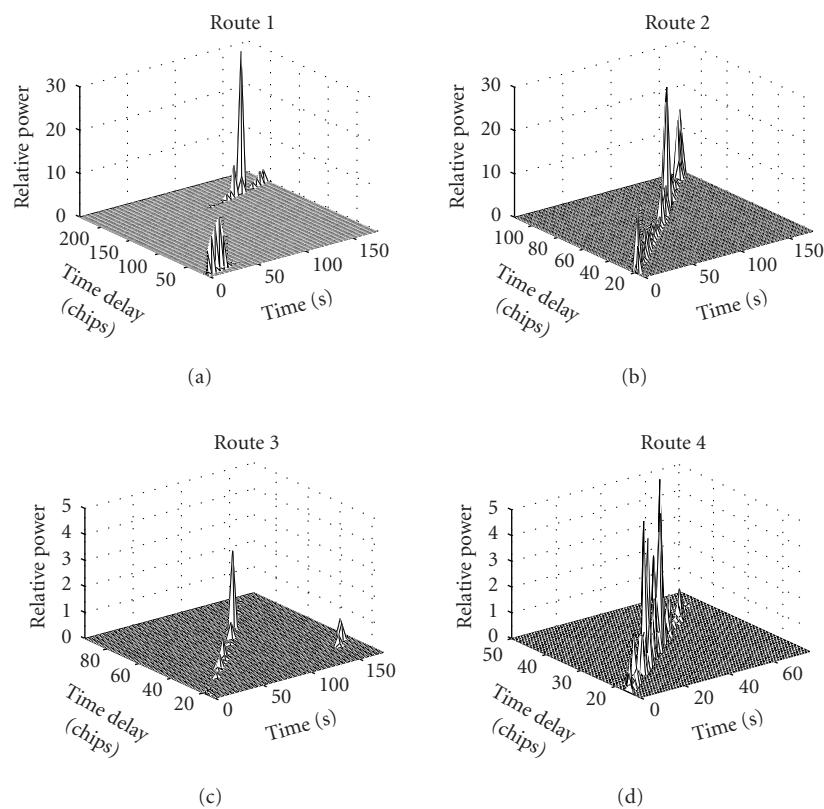 Route 1
30
20
10
0
Relative power
200
150
100
50
Time delay
(chips)
0
50
100
150
Time (s)
(a)
Route 2
30
20
10
0
Relative power
100
80
60
40
20
Time delay
(chips)
0
50
100
150
Time (s)
(b)
Route 3
5
4
3
2
1
0
Relative power
80
60
40
20
Time delay
(chips)
0
50
100
150
Time (s)
(c)
Route 4
5
4
3
2
1
0
Relative power
50
40
30
20
Time delay
(chips)
0
20
40
60
Time (s)
(d)